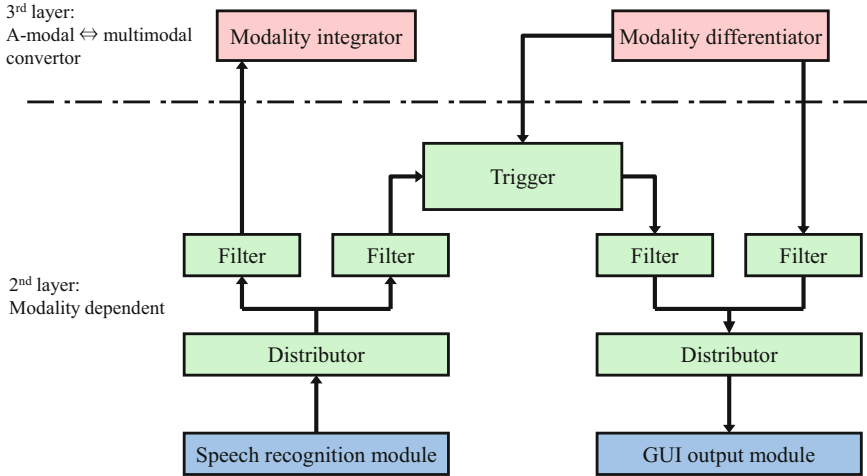 3rd layer:
A-modal ⇔ multimodal
convertor
Modality integrator
Modality differentiator
Trigger
Filter
Filter
Filter
Filter
2nd layer:
Modality dependent
Distributor
Distributor
Speech recognition module
GUI output module